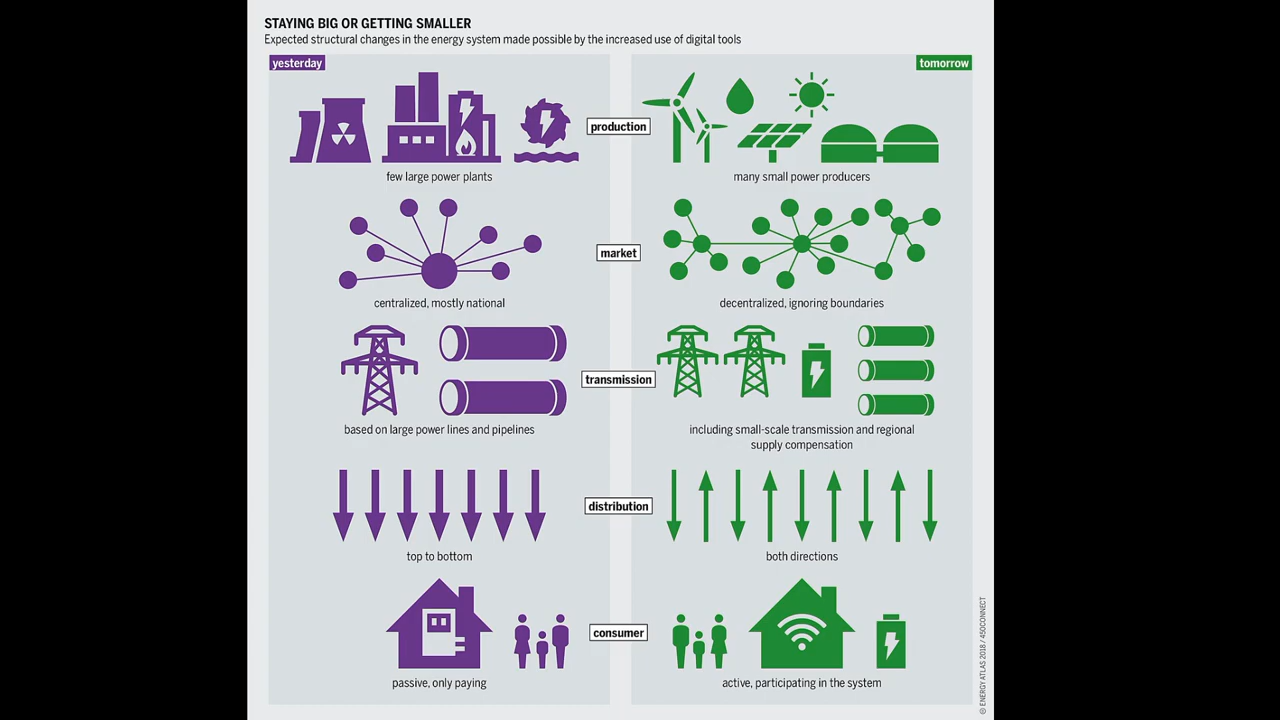 STAYING BIG OR GETTING SMALLER
Expected structural changes in the energy system made possible by the increased use of digital tools
yesterday
tomorrow
production
few large power plants
many small power producers
market
centralized, mostly national
decentralized, ignoring boundaries
transmission
based on large power lines and pipelines
including small-scale transmission and regional
supply compensation
distribution
top to bottom
both directions
consumer
passive, only paying
active, participating in the system
© ENERGY ATLAS 2018 / 450CONNECT